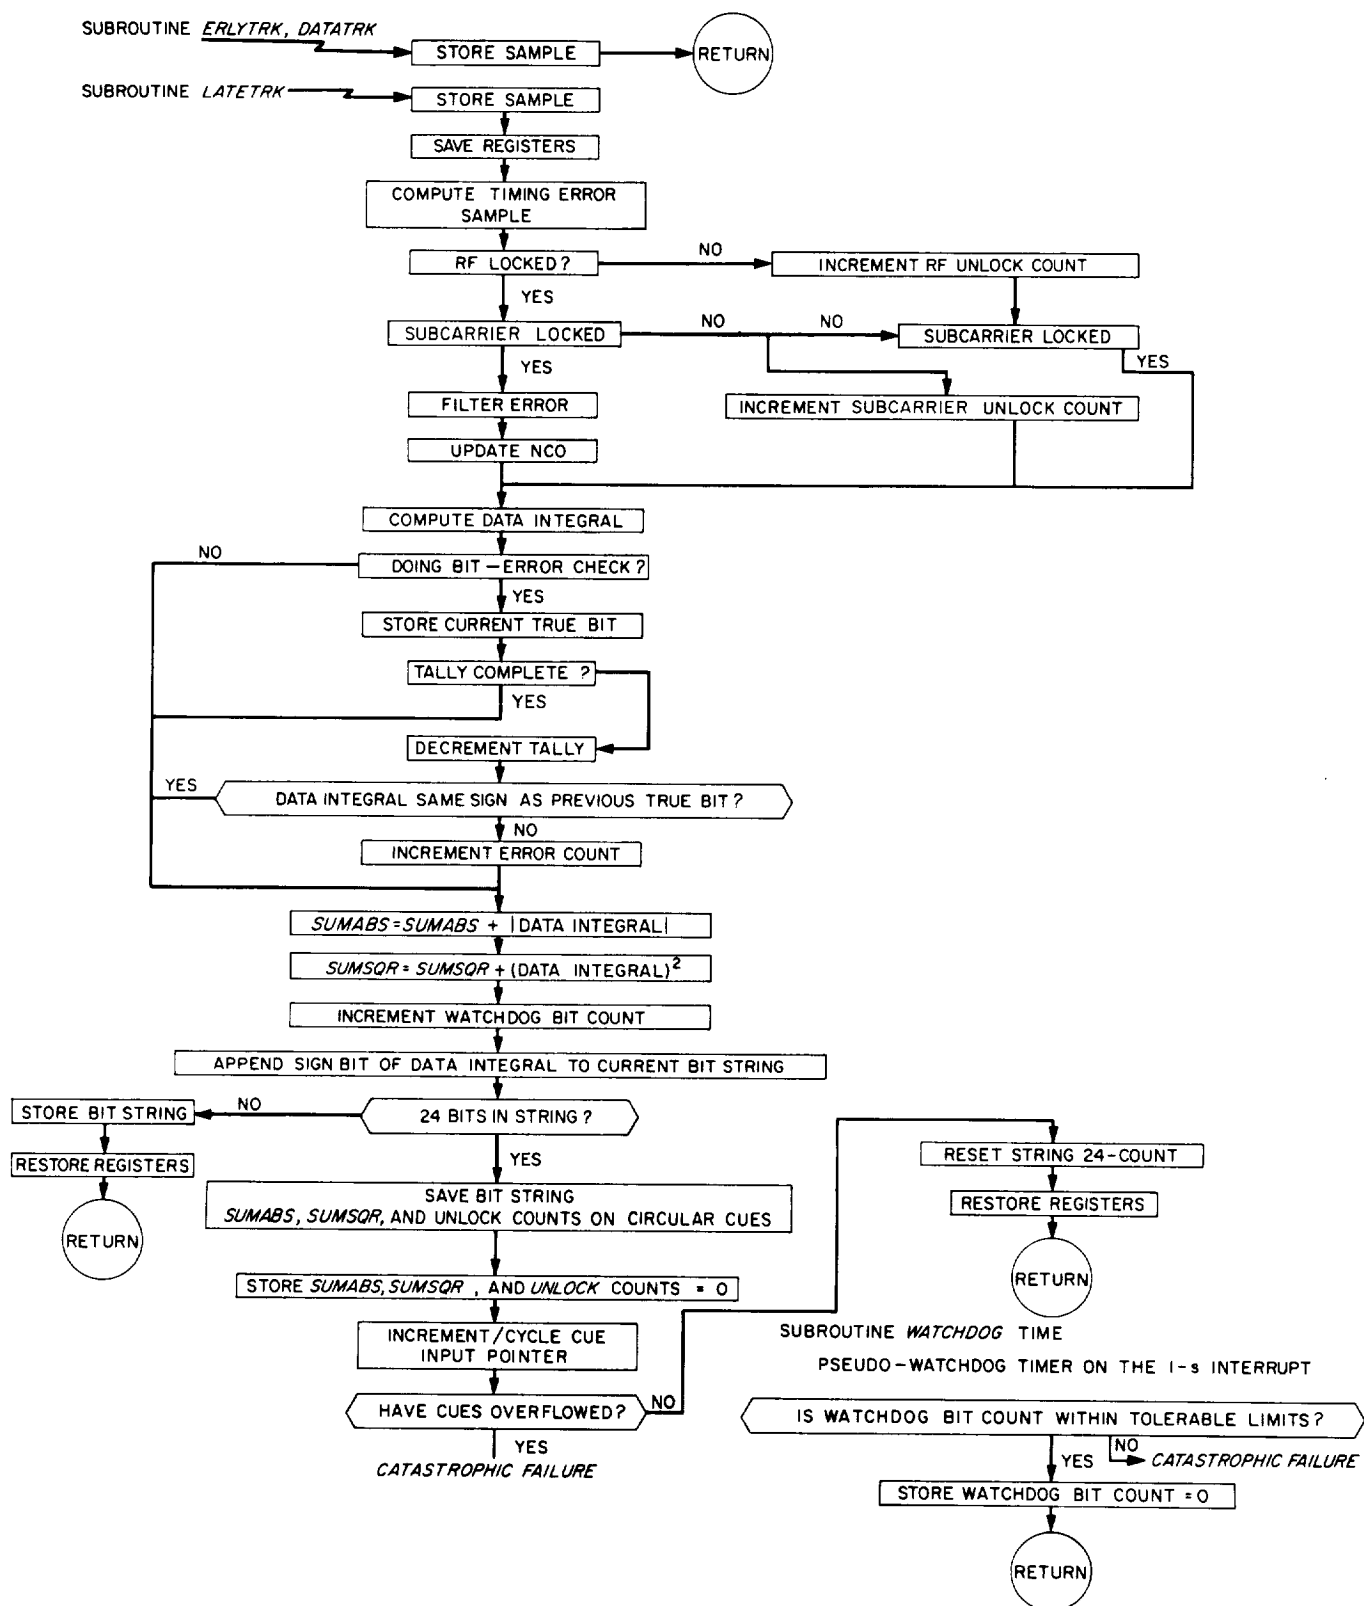 SUBROUTINE ERLYTRK, DATATRK
STORE SAMPLE
RETURN
SUBROUTINE LATETRK
STORE SAMPLE
SAVE REGISTERS
COMPUTE TIMING ERROR
SAMPLE
RF LOCKED?
NO
INCREMENT RF UNLOCK COUNT
YES
SUBCARRIER LOCKED
NO
NO
SUBCARRIER LOCKED
YES
YES
FILTER ERROR
INCREMENT SUBCARRIER UNLOCK COUNT
UPDATE NCO
COMPUTE DATA INTEGRAL
NO
DOING BIT-ERROR CHECK?
YES
STORE CURRENT TRUE BIT
TALLY COMPLETE ?
YES
DECREMENT TALLY
YES
DATA INTEGRAL SAME SIGN AS PREVIOUS TRUE BIT?
NO
INCREMENT ERROR COUNT
SUMABS = SUMABS + |DATA INTEGRAL|
SUMSQR = SUMSQR + (DATA INTEGRAL)²
INCREMENT WATCHDOG BIT COUNT
APPEND SIGN BIT OF DATA INTEGRAL TO CURRENT BIT STRING
STORE BIT STRING
NO
24 BITS IN STRING ?
RESTORE REGISTERS
RETURN
YES
SAVE BIT STRING
SUMABS, SUMSQR, AND UNLOCK COUNTS ON CIRCULAR CUES
STORE SUMABS, SUMSQR , AND UNLOCK COUNTS = 0
INCREMENT/CYCLE CUE
INPUT POINTER
HAVE CUES OVERFLOWED?
NO
YES
CATASTROPHIC FAILURE
RESET STRING 24-COUNT
RESTORE REGISTERS
RETURN
SUBROUTINE WATCHDOG TIME
PSEUDO-WATCHDOG TIMER ON THE 1-s INTERRUPT
IS WATCHDOG BIT COUNT WITHIN TOLERABLE LIMITS?
YES
NO
CATASTROPHIC FAILURE
STORE WATCHDOG BIT COUNT = 0
RETURN